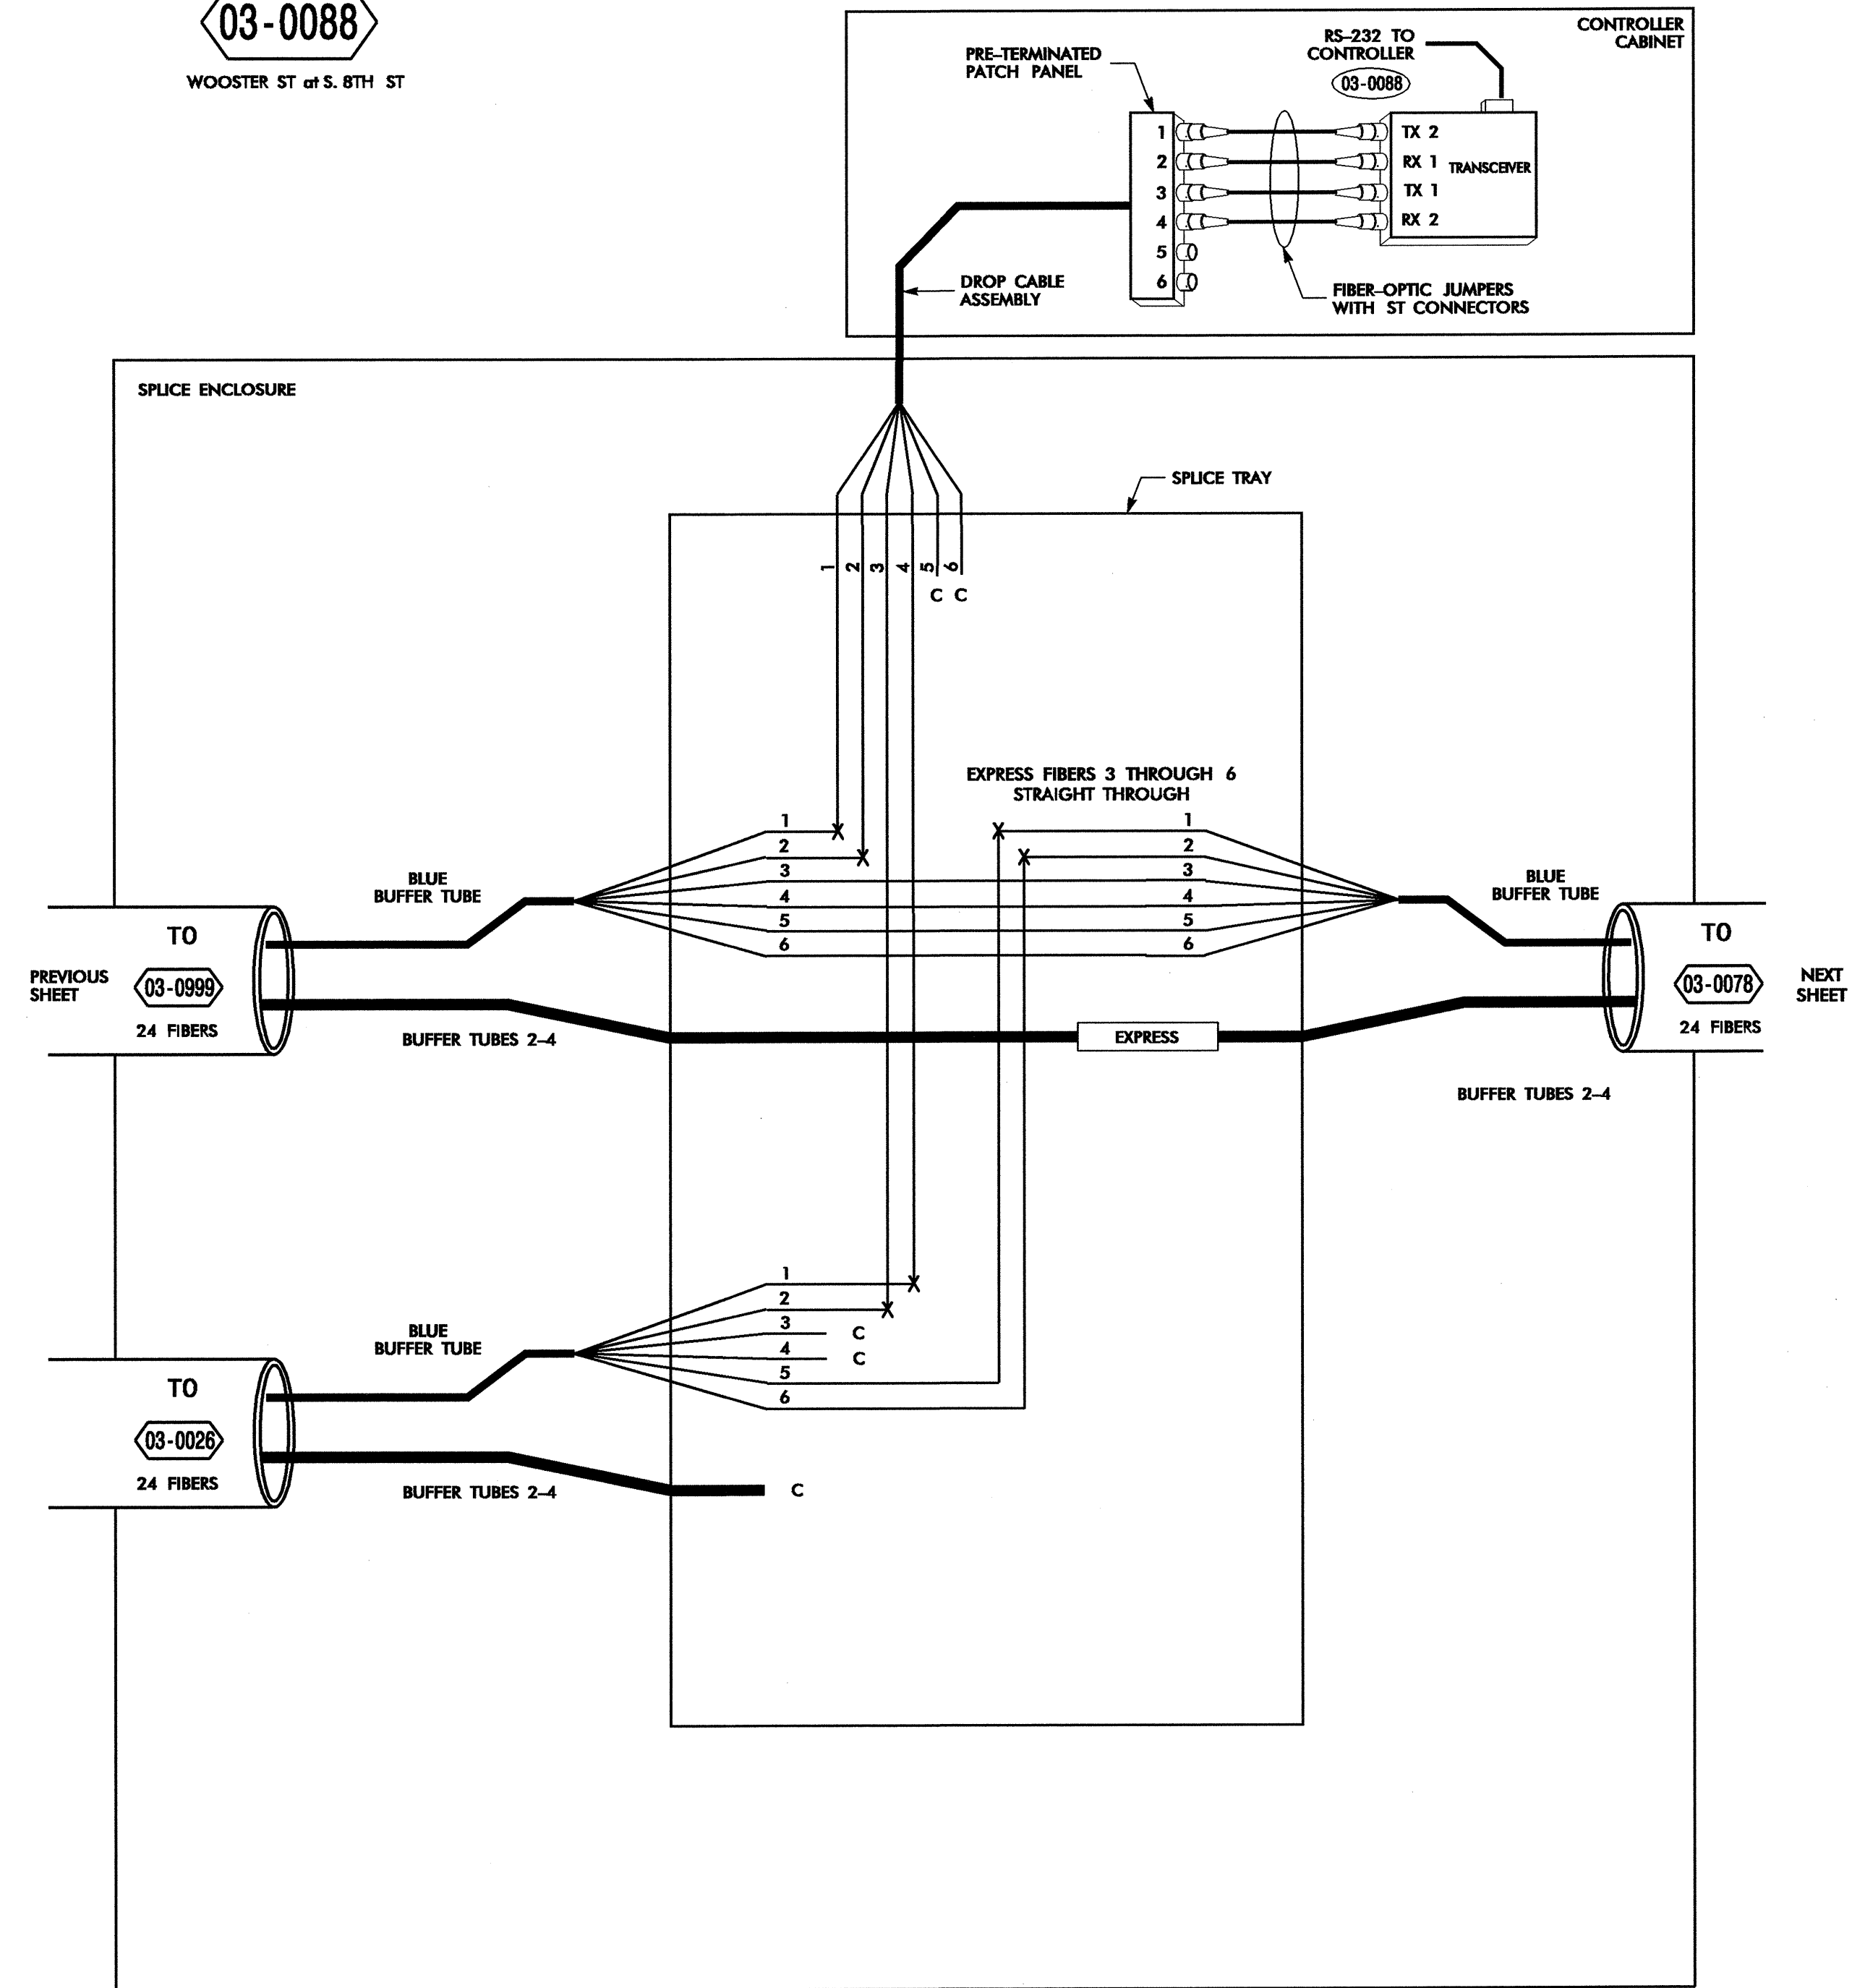 03-0088
WOOSTER ST at S. 8TH ST
CONTROLLER
CABINET
RS-232 TO
CONTROLLER
03-0088
PRE-TERMINATED
PATCH PANEL
1
2
3
4
5
6
TX 2
RX 1
TX 1
RX 2
TRANSCEIVER
DROP CABLE
ASSEMBLY
FIBER-OPTIC JUMPERS
WITH ST CONNECTORS
SPLICE ENCLOSURE
SPLICE TRAY
1 2 3 4 5 6
C C
EXPRESS FIBERS 3 THROUGH 6
STRAIGHT THROUGH
1
2
3
4
5
6
1
2
3
4
5
6
BLUE
BUFFER TUBE
BLUE
BUFFER TUBE
TO
PREVIOUS
SHEET
03-0999
24 FIBERS
BUFFER TUBES 2-4
EXPRESS
TO
03-0078
24 FIBERS
NEXT
SHEET
BUFFER TUBES 2-4
1
2
3 C
4 C
5
6
BLUE
BUFFER TUBE
TO
03-0026
24 FIBERS
BUFFER TUBES 2-4
C